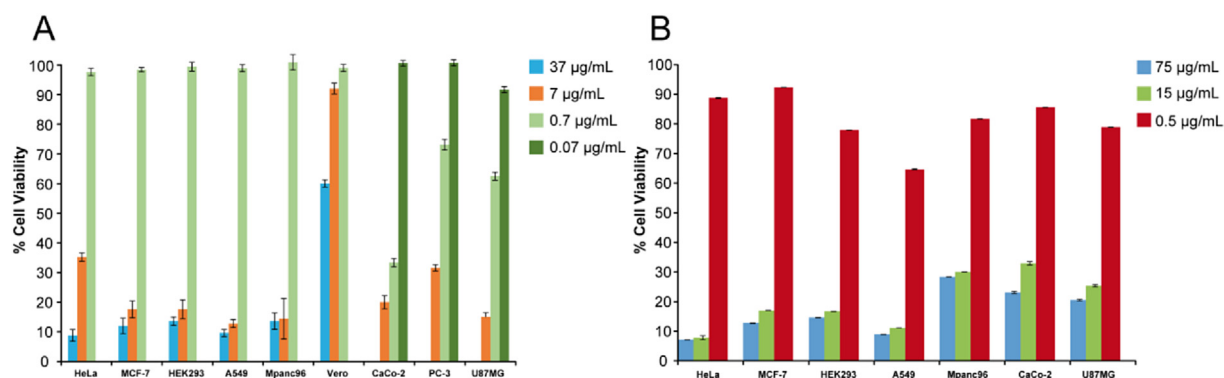 A
% Cell Viability
100
90
80
70
60
50
40
30
20
10
0
HeLa MCF-7 HEK293 A549 Mpanc96 Vero CaCo-2 PC-3 U87MG
37 µg/mL
7 µg/mL
0.7 µg/mL
0.07 µg/mL
B
% Cell Viability
100
90
80
70
60
50
40
30
20
10
0
HeLa MCF-7 HEK293 A549 Mpanc96 CaCo-2 U87MG
75 µg/mL
15 µg/mL
0.5 µg/mL